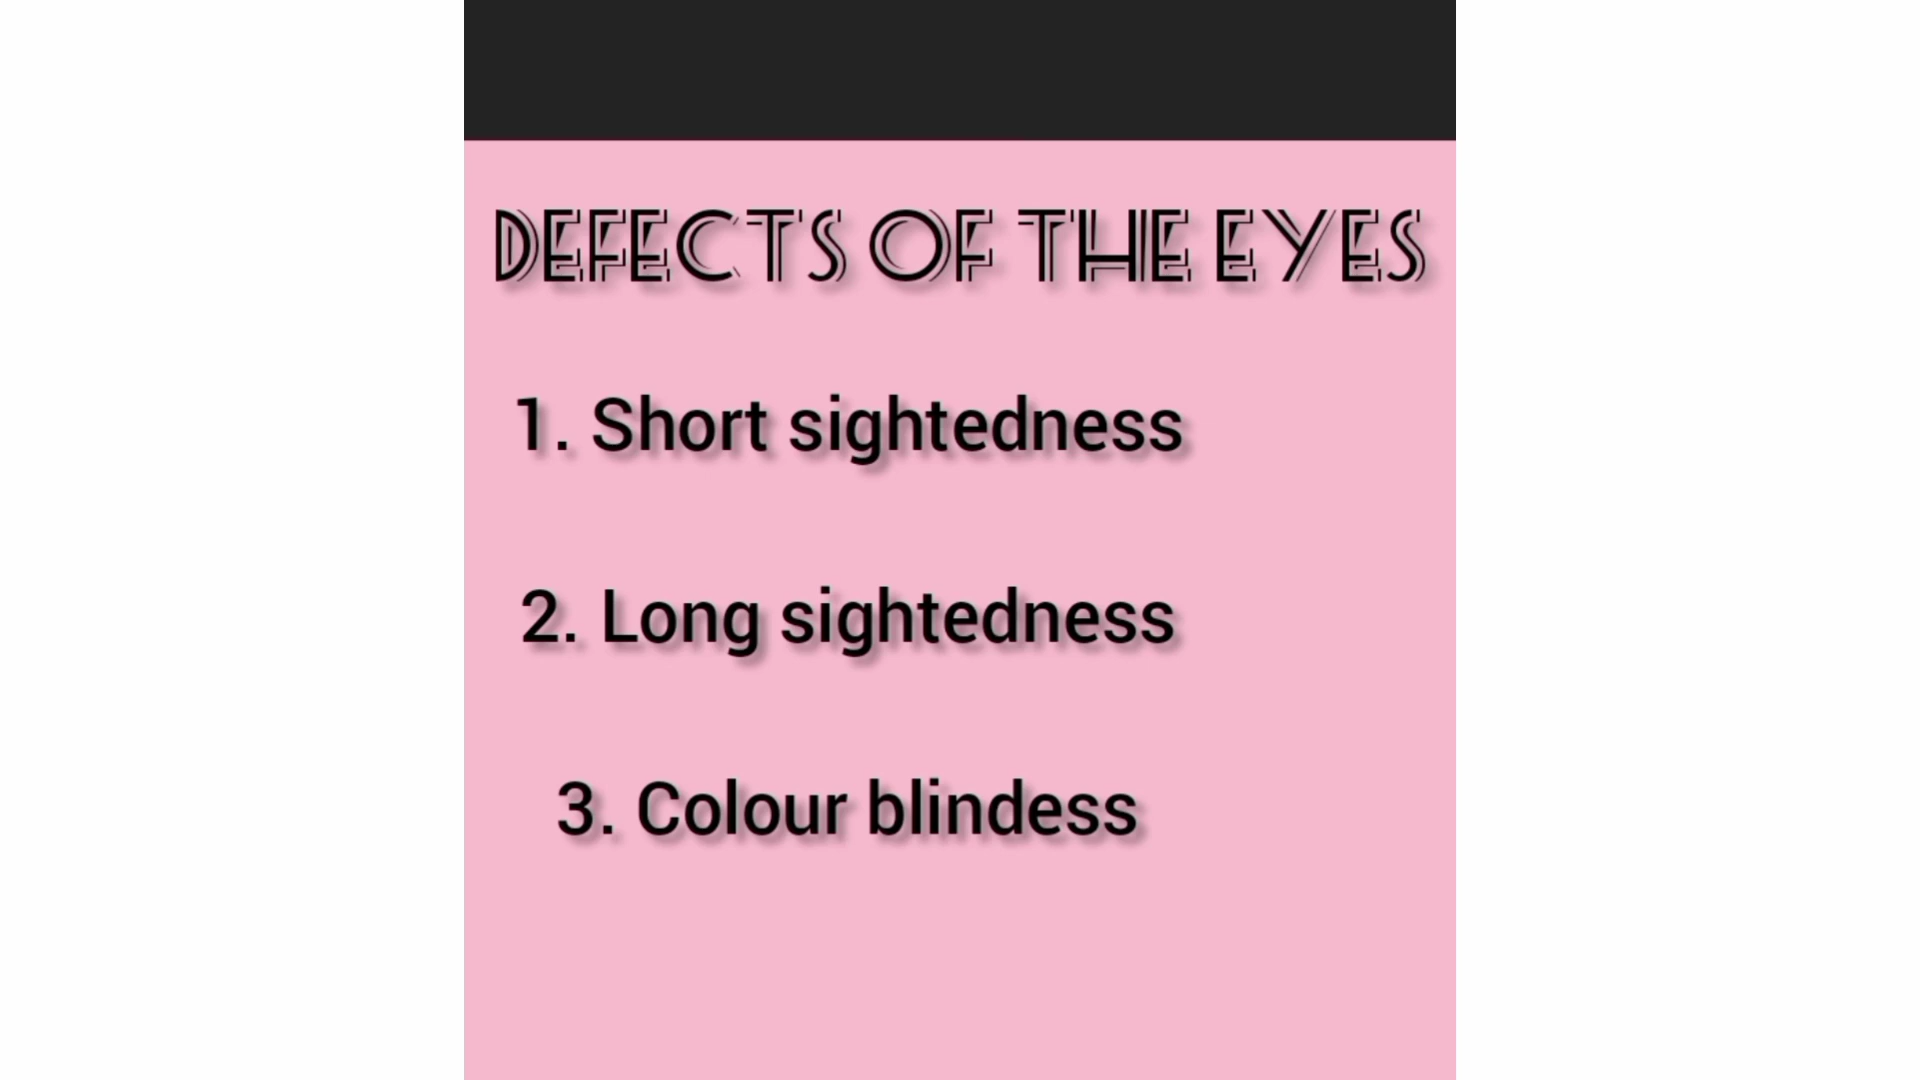 DEFECTS OF THE EYES
1. Short sightedness
2. Long sightedness
3. Colour blindess